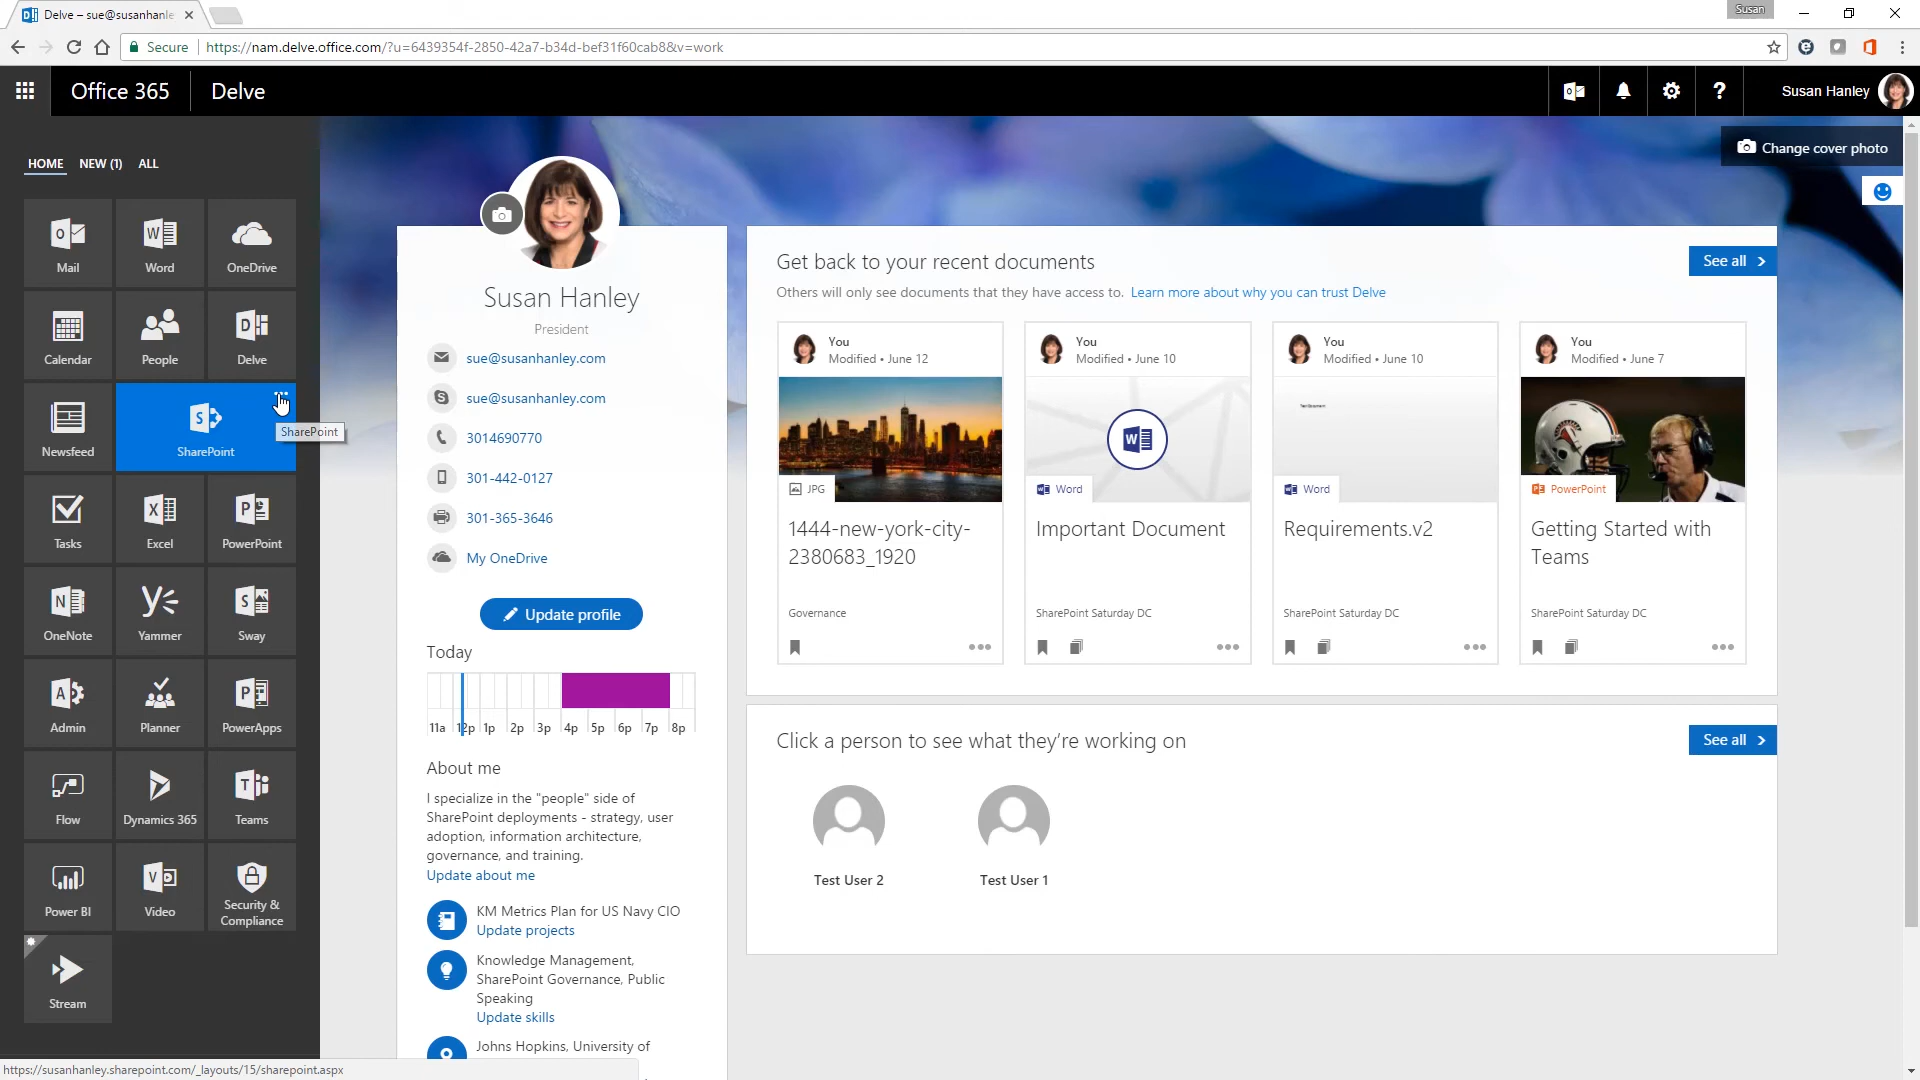 Delve – sue@susanhanle
Susan
Secure
https://nam.delve.office.com/?u=6439354f-2850-42a7-b34d-bef31f60cab8&v=work
Office 365
Delve
Susan Hanley
Change cover photo
HOME
NEW (1)
ALL
Mail
Word
OneDrive
Calendar
People
Delve
Newsfeed
SharePoint
SharePoint
Tasks
Excel
PowerPoint
OneNote
Yammer
Sway
Admin
Planner
PowerApps
Flow
Dynamics 365
Teams
Power BI
Video
Security &
Compliance
Stream
Susan Hanley
President
sue@susanhanley.com
sue@susanhanley.com
3014690770
301-442-0127
301-365-3646
My OneDrive
Update profile
Today
11a 12p 1p 2p 3p 4p 5p 6p 7p 8p
About me
I specialize in the "people" side of
SharePoint deployments - strategy, user
adoption, information architecture,
governance, and training.
Update about me
KM Metrics Plan for US Navy CIO
Update projects
Knowledge Management,
SharePoint Governance, Public
Speaking
Update skills
Johns Hopkins, University of
Get back to your recent documents
See all
Others will only see documents that they have access to. Learn more about why you can trust Delve
You
Modified • June 12
JPG
1444-new-york-city-
2380683_1920
Governance
You
Modified • June 10
Word
Important Document
SharePoint Saturday DC
You
Modified • June 10
Word
Requirements.v2
SharePoint Saturday DC
You
Modified • June 7
PowerPoint
Getting Started with
Teams
SharePoint Saturday DC
Click a person to see what they're working on
See all
Test User 2
Test User 1
https://susanhanley.sharepoint.com/_layouts/15/sharepoint.aspx